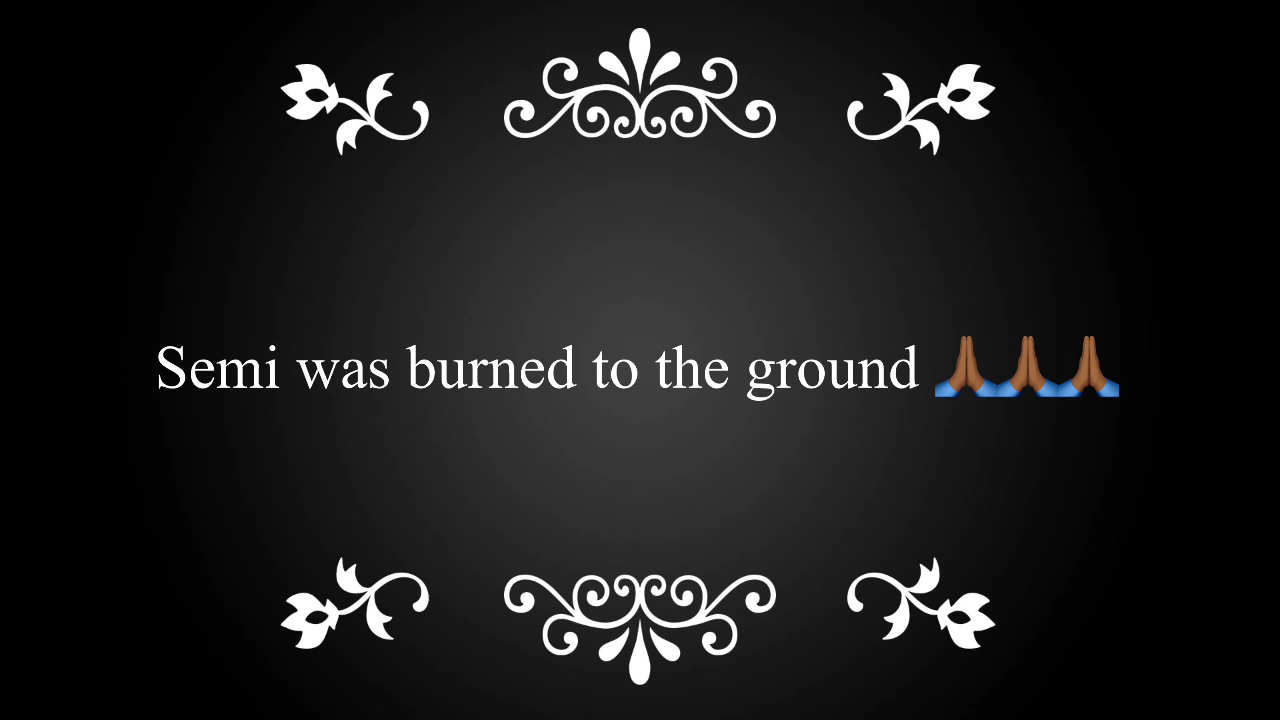 Semi was burned to the ground 🙏🏾🙏🏾🙏🏾